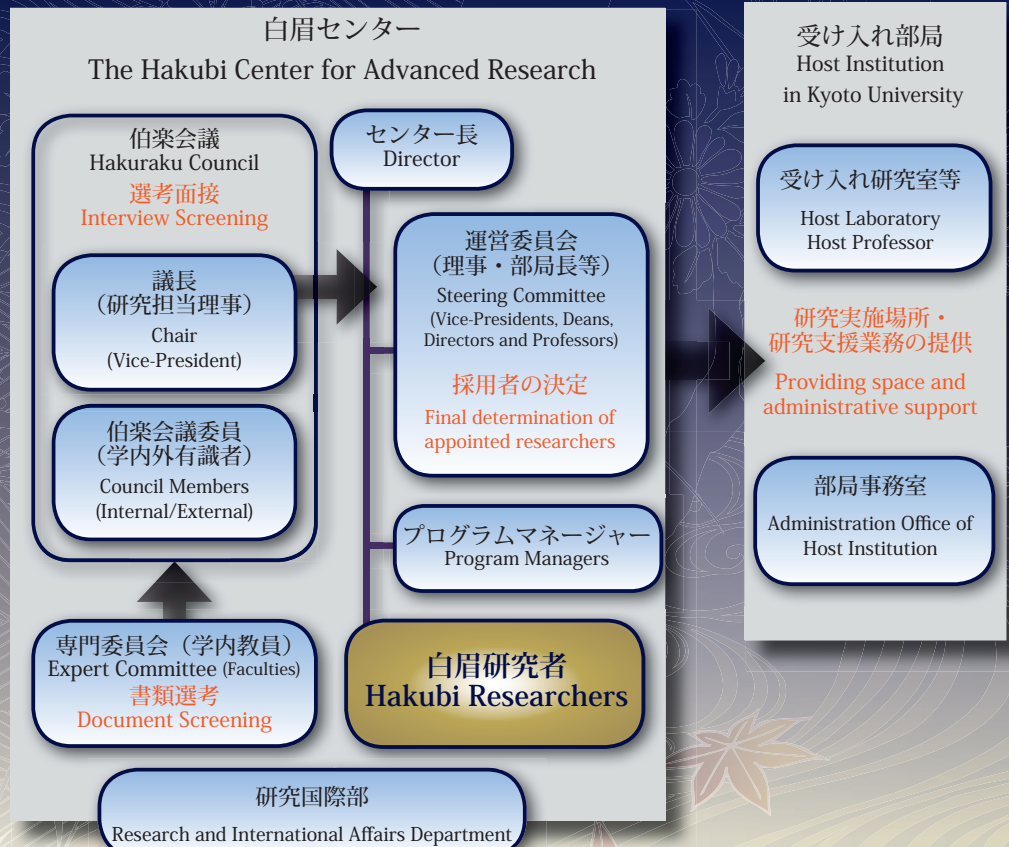 白眉センター
The Hakubi Center for Advanced Research
伯楽会議
Hakuraku Council
選考面接
Interview Screening
議長
（研究担当理事）
Chair
(Vice-President)
伯楽会議委員
（学内外有識者）
Council Members
(Internal/External)
専門委員会（学内教員）
Expert Committee (Faculties)
書類選考
Document Screening
センター長
Director
運営委員会
（理事・部局長等）
Steering Committee
(Vice-Presidents, Deans,
Directors and Professors)
採用者の決定
Final determination of
appointed researchers
プログラムマネージャー
Program Managers
白眉研究者
Hakubi Researchers
研究国際部
Research and International Affairs Department
受け入れ部局
Host Institution
in Kyoto University
受け入れ研究室等
Host Laboratory
Host Professor
研究実施場所・
研究支援業務の提供
Providing space and
administrative support
部局事務室
Administration Office of
Host Institution